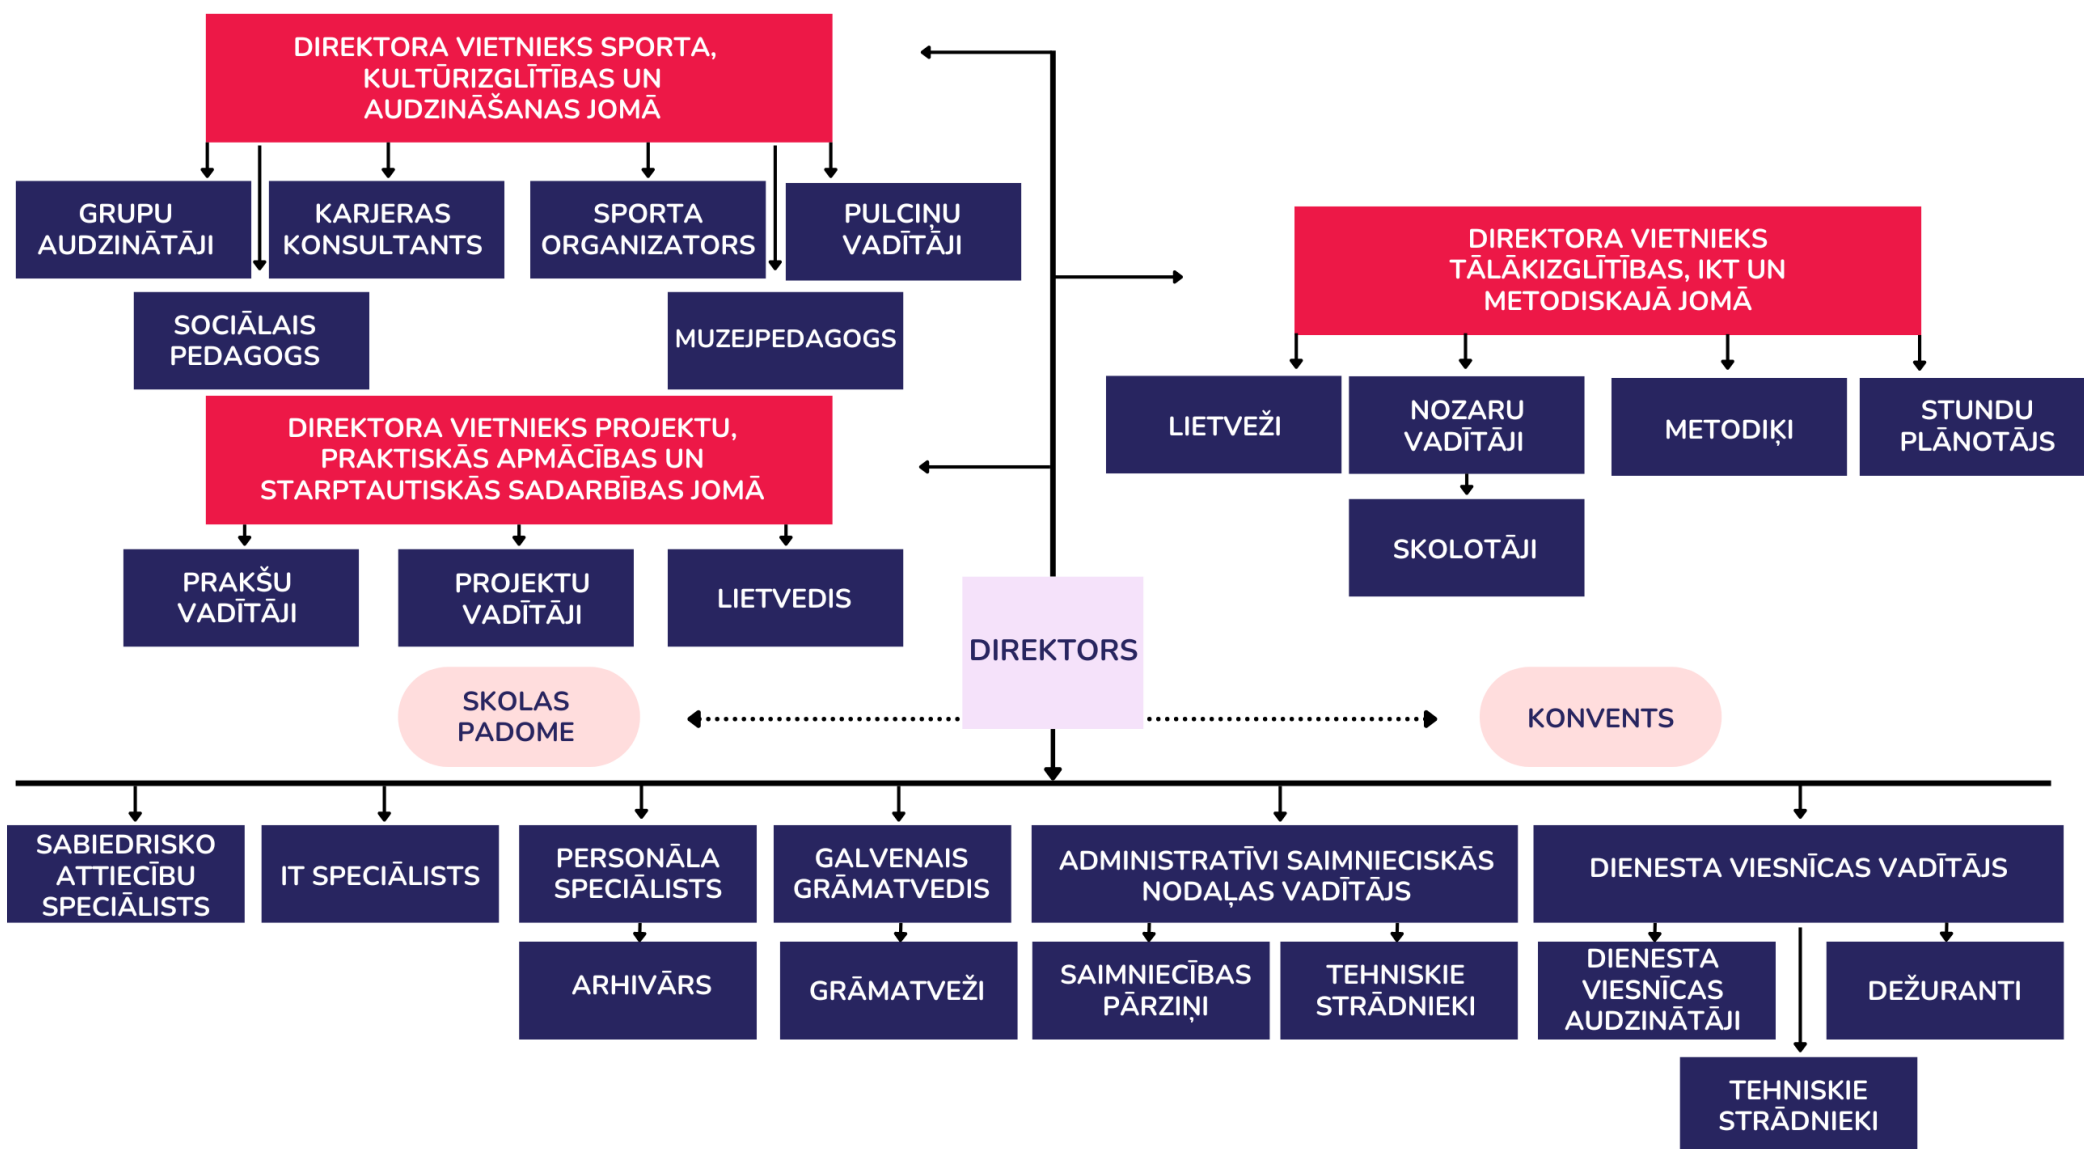 DIREKTORA VIETNIEKS SPORTA,
KULTŪRIZGLĪTĪBAS UN
AUDZINĀŠANAS JOMĀ
GRUPU
AUDZINĀTĀJI
KARJERAS
KONSULTANTS
SPORTA
ORGANIZATORS
PULCIŅU
VADĪTĀJI
SOCIĀLAIS
PEDAGOGS
MUZEJPEDAGOGS
DIREKTORA VIETNIEKS
TĀLĀKIZGLĪTĪBAS, IKT UN
METODISKAJĀ JOMĀ
LIETVEŽI
NOZARU
VADĪTĀJI
METODIĶI
STUNDU
PLĀNOTĀJS
SKOLOTĀJI
DIREKTORA VIETNIEKS PROJEKTU,
PRAKTISKĀS APMĀCĪBAS UN
STARPTAUTISKĀS SADARBĪBAS JOMĀ
PRAKŠU
VADĪTĀJI
PROJEKTU
VADĪTĀJI
LIETVEDIS
DIREKTORS
SKOLAS
PADOME
KONVENTS
SABIEDRISKO
ATTIECĪBU
SPECIĀLISTS
IT SPECIĀLISTS
PERSONĀLA
SPECIĀLISTS
GALVENAIS
GRĀMATVEDIS
ADMINISTRATĪVI SAIMNIECISKĀS
NODAĻAS VADĪTĀJS
DIENESTA VIESNĪCAS VADĪTĀJS
ARHIVĀRS
GRĀMATVEŽI
SAIMNIECĪBAS
PĀRZIŅI
TEHNISKIE
STRĀDNIEKI
DIENESTA
VIESNĪCAS
AUDZINĀTĀJI
DEŽURANTI
TEHNISKIE
STRĀDNIEKI